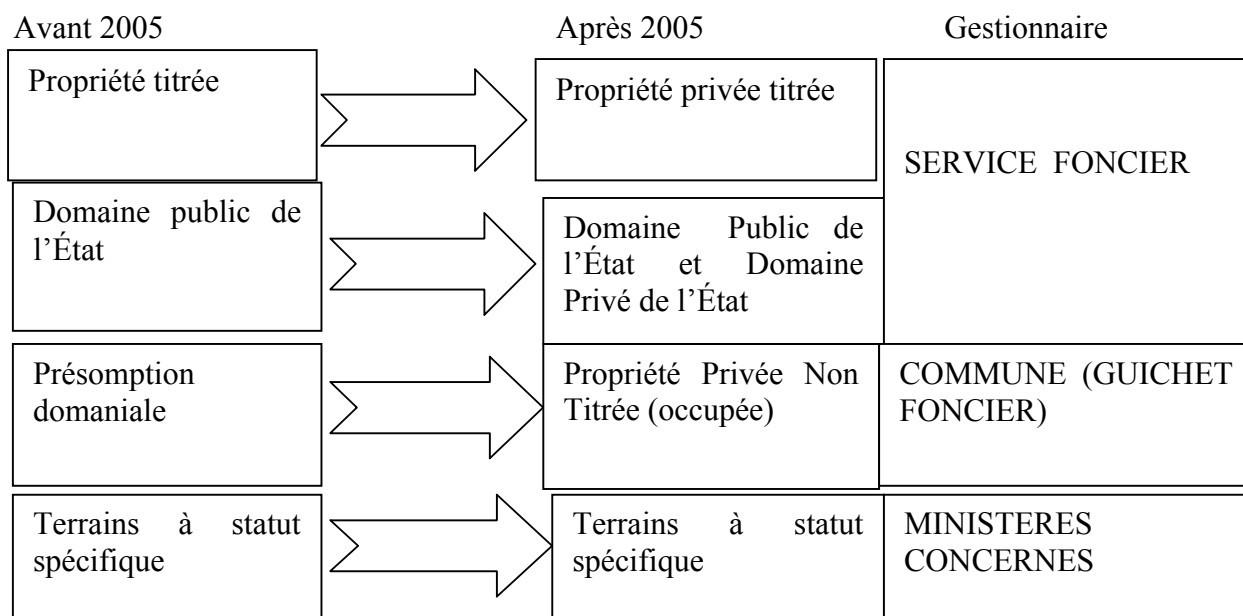 Avant 2005
Après 2005
Gestionnaire
Propriété titrée
Propriété privée titrée
SERVICE FONCIER
Domaine public de
l’État
Domaine Public de
l’État et Domaine
Privé de l’État
Présomption
domaniale
Propriété Privée Non
Titrée (occupée)
COMMUNE (GUICHET
FONCIER)
Terrains à statut
spécifique
Terrains à statut
spécifique
MINISTERES
CONCERNES